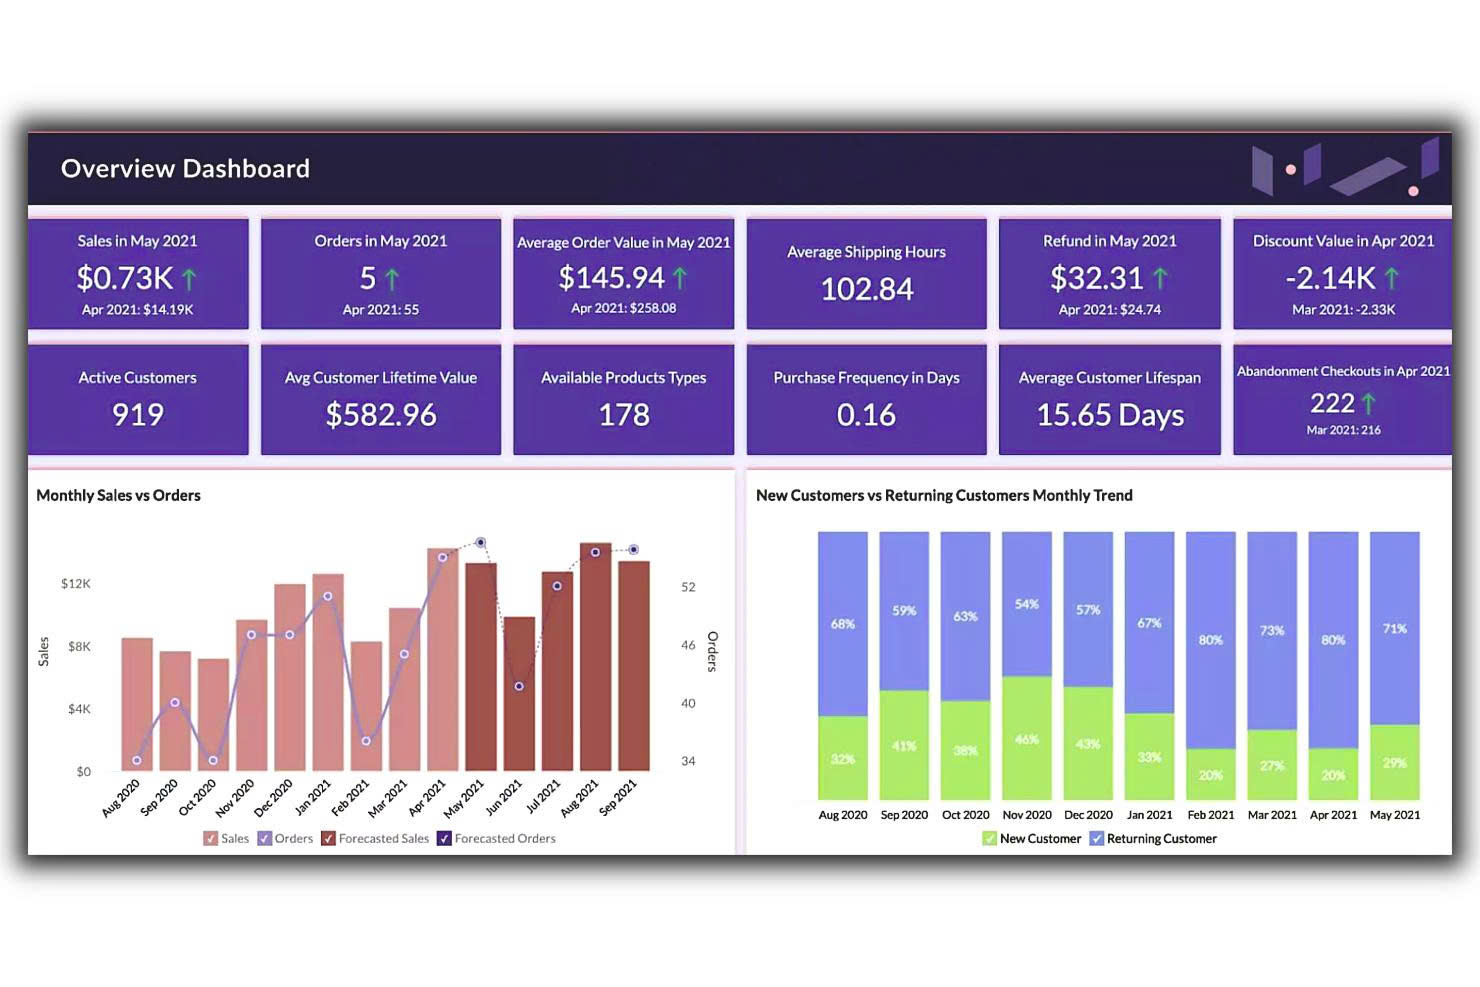 Overview Dashboard
Sales in May 2021
$0.73K ↑
Apr 2021: $14.19K
Orders in May 2021
5 ↑
Apr 2021: 55
Average Order Value in May 2021
$145.94 ↑
Apr 2021: $258.08
Average Shipping Hours
102.84
Refund in May 2021
$32.31 ↑
Apr 2021: $24.74
Discount Value in Apr 2021
-2.14K ↑
Mar 2021: -2.33K
Active Customers
919
Avg Customer Lifetime Value
$582.96
Available Products Types
178
Purchase Frequency in Days
0.16
Average Customer Lifespan
15.65 Days
Abandonment Checkouts in Apr 2021
222 ↑
Mar 2021: 216
Monthly Sales vs Orders
$12K
$8K
$4K
$0
Sales
52
46
40
34
Orders
Aug 2020
Sep 2020
Oct 2020
Nov 2020
Dec 2020
Jan 2021
Feb 2021
Mar 2021
Apr 2021
May 2021
Jun 2021
Jul 2021
Aug 2021
Sep 2021
Sales Orders Forecasted Sales Forecasted Orders
New Customers vs Returning Customers Monthly Trend
68% 59% 63% 54% 57% 67% 80% 73% 80% 71%
32% 41% 38% 46% 43% 33% 20% 27% 20% 29%
Aug 2020 Sep 2020 Oct 2020 Nov 2020 Dec 2020 Jan 2021 Feb 2021 Mar 2021 Apr 2021 May 2021
New Customer Returning Customer